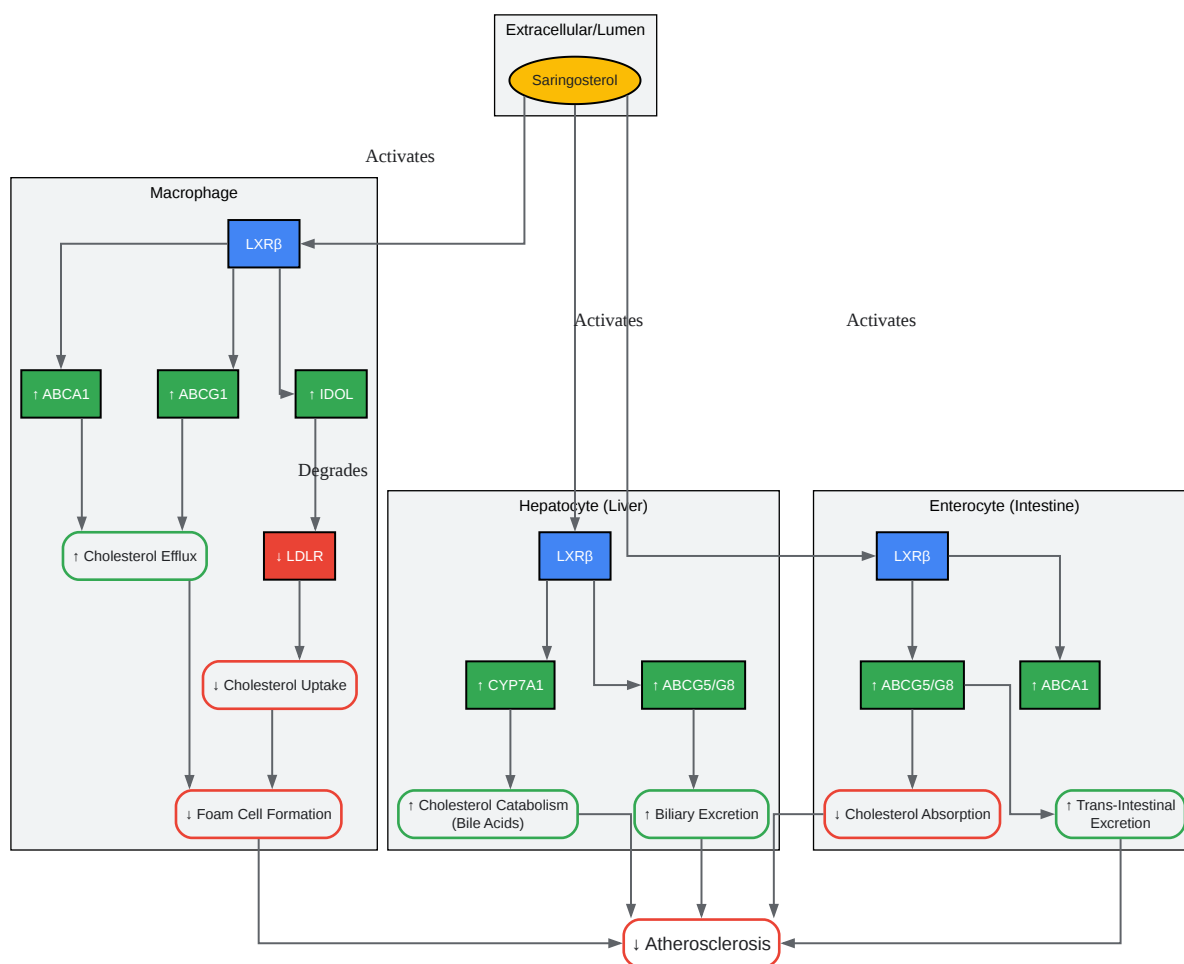 Extracellular/Lumen
Saringosterol
Activates
Macrophage
LXRβ
Activates
Activates
↑ ABCA1
↑ ABCG1
↑ IDOL
Degrades
Hepatocyte (Liver)
Enterocyte (Intestine)
↑ Cholesterol Efflux
↓ LDLR
LXRβ
LXRβ
↓ Cholesterol Uptake
↑ CYP7A1
↑ ABCG5/G8
↑ ABCG5/G8
↑ ABCA1
↓ Foam Cell Formation
↑ Cholesterol Catabolism
(Bile Acids)
↑ Biliary Excretion
↓ Cholesterol Absorption
↑ Trans-Intestinal
Excretion
↓ Atherosclerosis